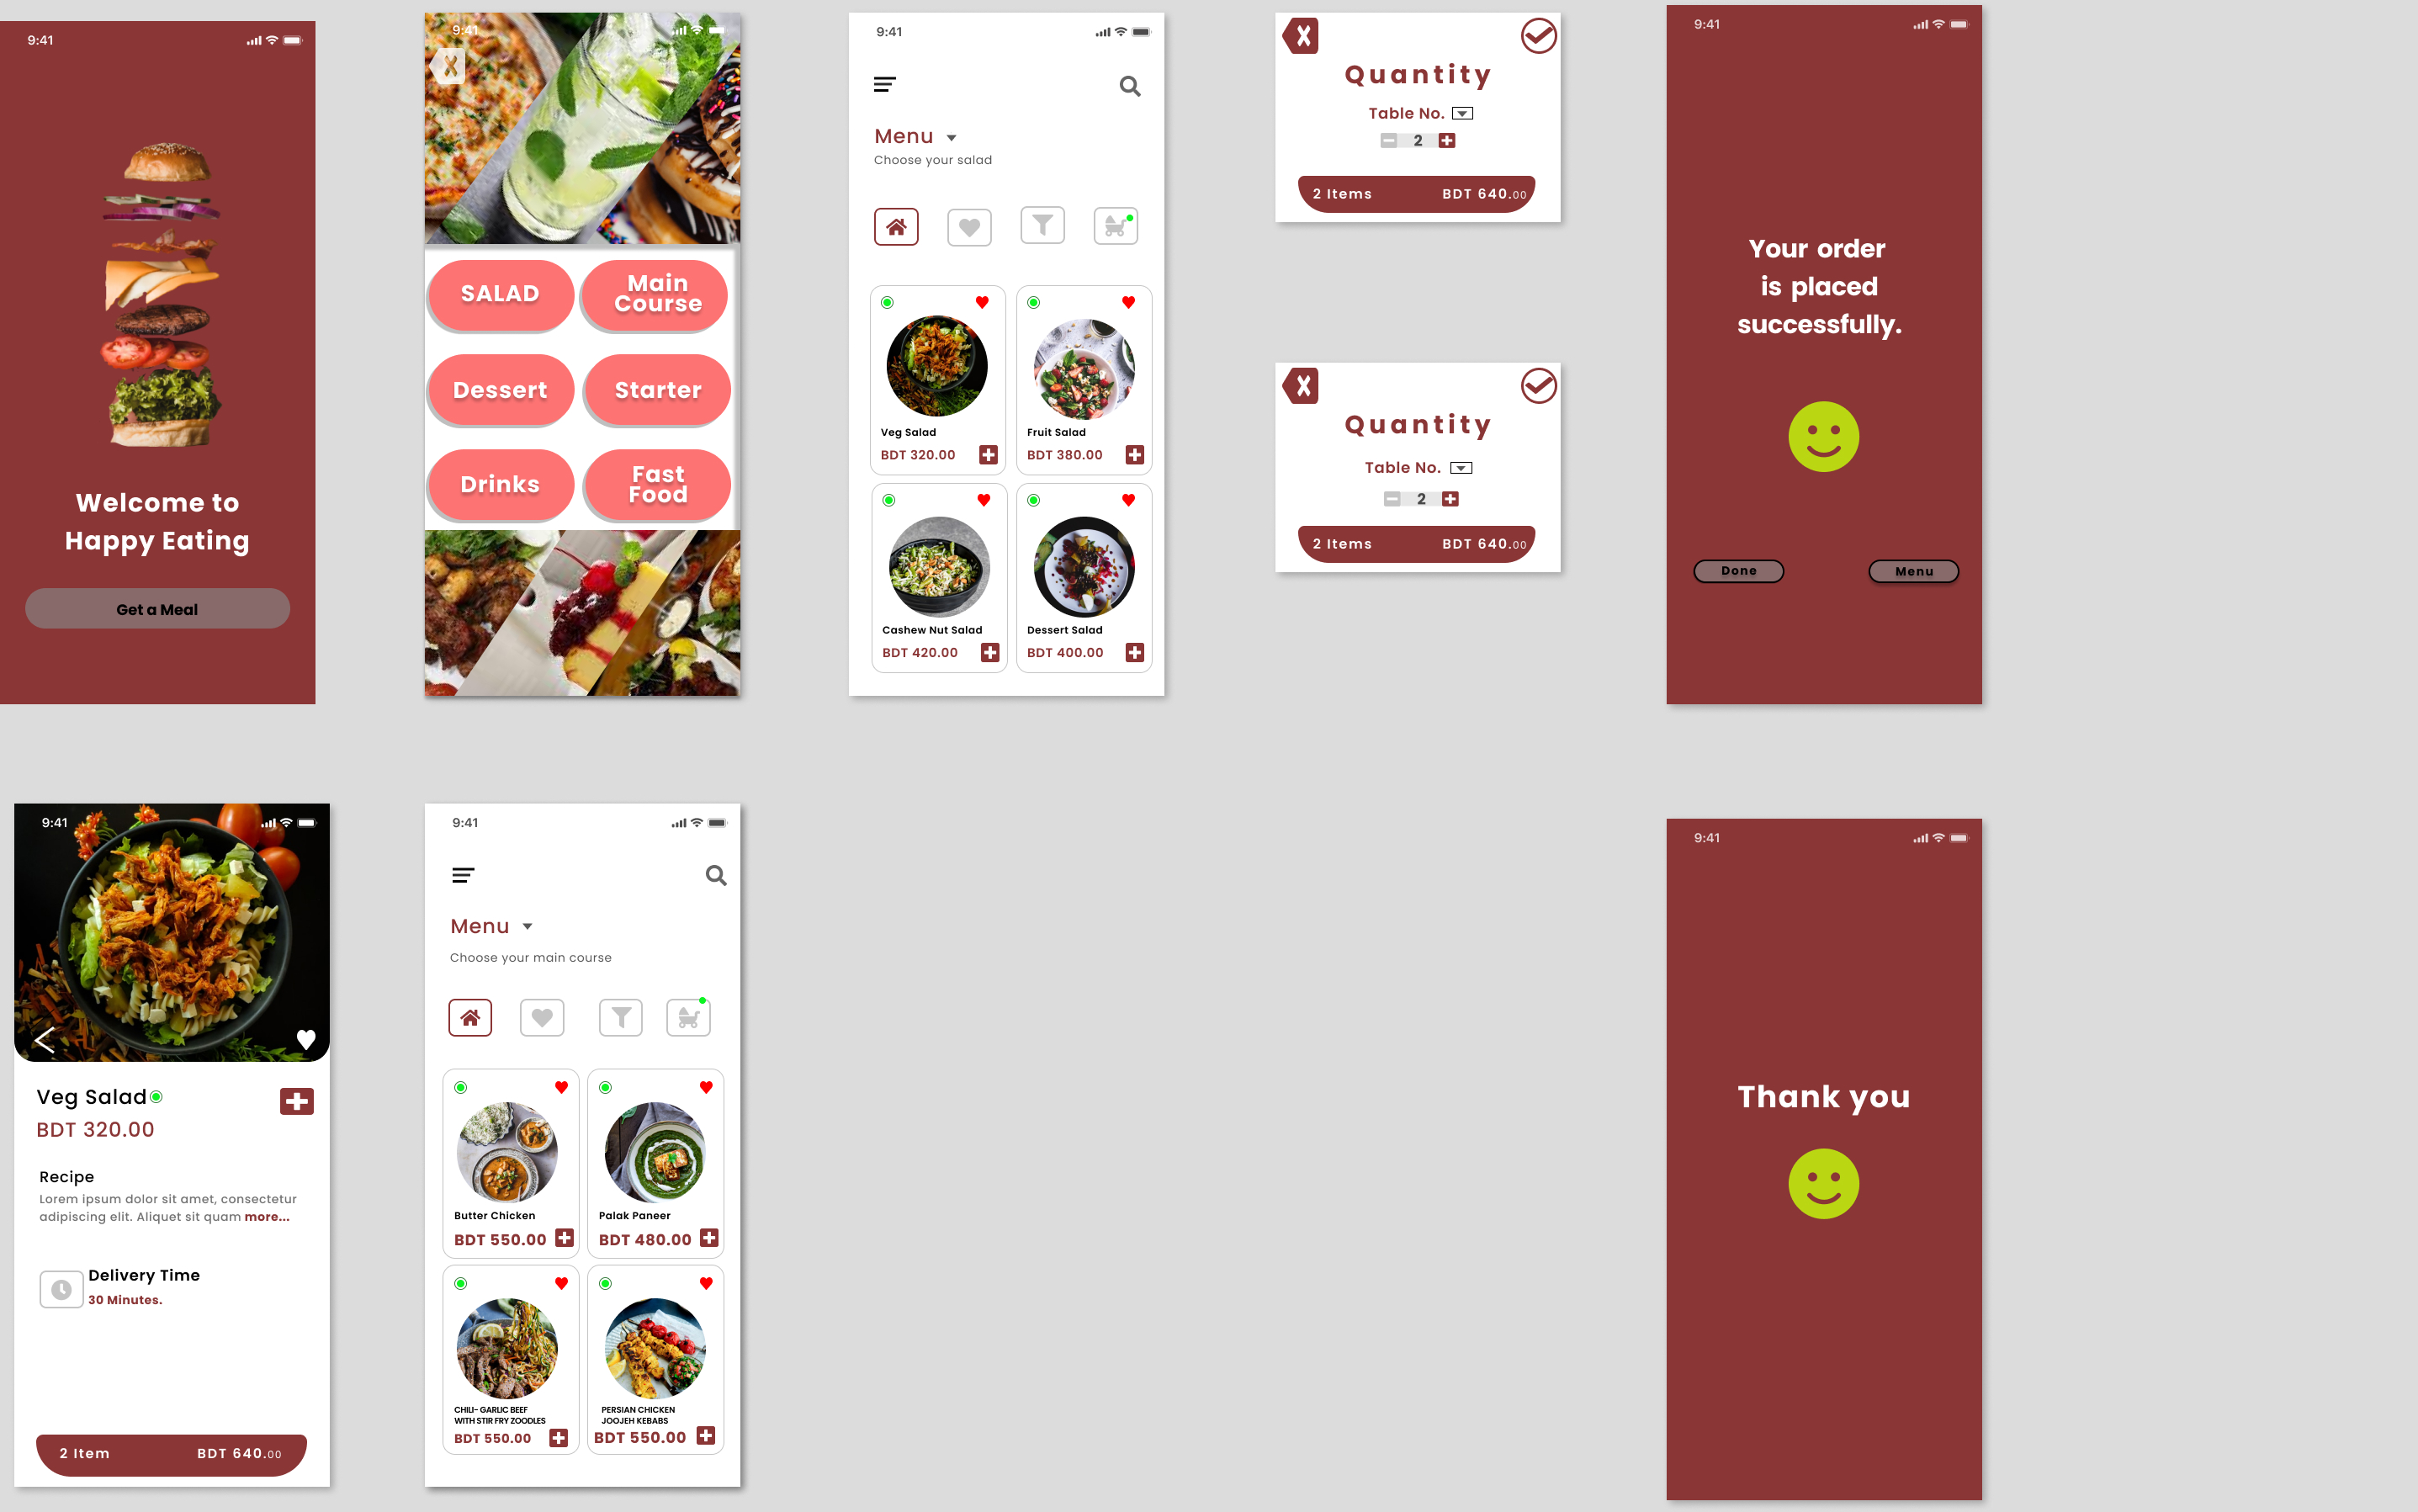 9:41
Welcome to
Happy Eating
Get a Meal
9:41
SALAD
Main
Course
Dessert
Starter
Drinks
Fast
Food
9:41
Menu
Choose your salad
Veg Salad
BDT 320.00
Fruit Salad
BDT 380.00
Cashew Nut Salad
BDT 420.00
Dessert Salad
BDT 400.00
Quantity
Table No.
2
2 Items BDT 640.00
Quantity
Table No.
2
2 Items BDT 640.00
9:41
Your order
is placed
successfully.
Done
Menu
9:41
Veg Salad
BDT 320.00
Recipe
Lorem ipsum dolor sit amet, consectetur
adipiscing elit. Aliquet sit quam more...
Delivery Time
30 Minutes.
2 Item BDT 640.00
9:41
Menu
Choose your main course
Butter Chicken
BDT 550.00
Palak Paneer
BDT 480.00
CHILI- GARLIC BEEF
WITH STIR FRY ZOODLES
BDT 550.00
PERSIAN CHICKEN
JOOJEH KEBABS
BDT 550.00
9:41
Thank you